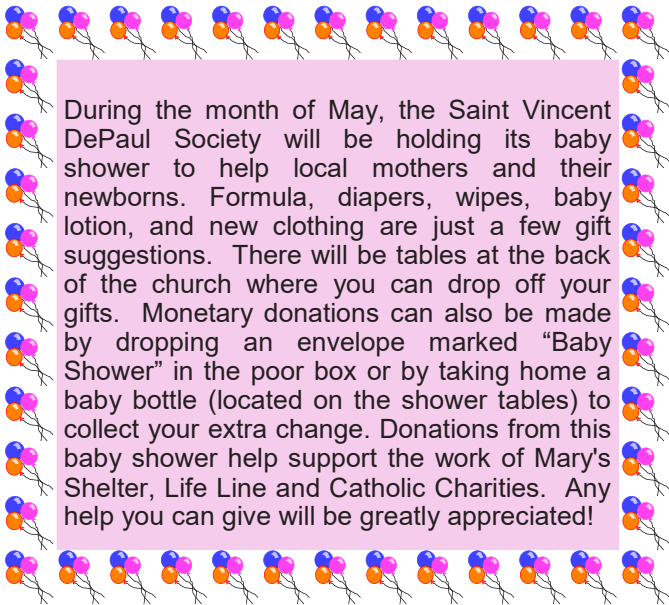 During the month of May, the Saint Vincent
DePaul Society will be holding its baby
shower to help local mothers and their
newborns. Formula, diapers, wipes, baby
lotion, and new clothing are just a few gift
suggestions.  There will be tables at the back
of the church where you can drop off your
gifts.  Monetary donations can also be made
by dropping an envelope marked “Baby
Shower” in the poor box or by taking home a
baby bottle (located on the shower tables) to
collect your extra change. Donations from this
baby shower help support the work of Mary's
Shelter, Life Line and Catholic Charities.  Any
help you can give will be greatly appreciated!